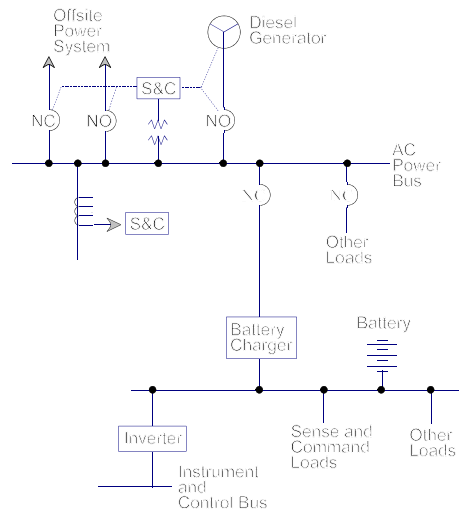 Offsite
Power
System
Diesel
Generator
S&C
NC
NO
NO
AC
Power
Bus
NC
NC
S&C
Other
Loads
Battery
Charger
Battery
Inverter
Sense and
Command
Loads
Other
Loads
Instrument
and
Control Bus